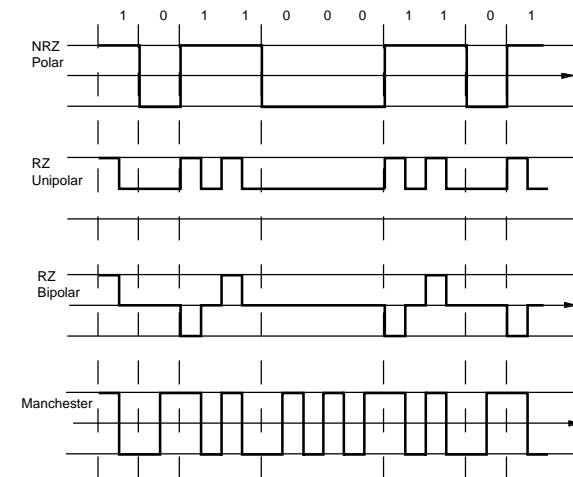 1 0 1 1 0 0 0 1 1 0 1
NRZ
Polar
RZ
Unipolar
RZ
Bipolar
Manchester